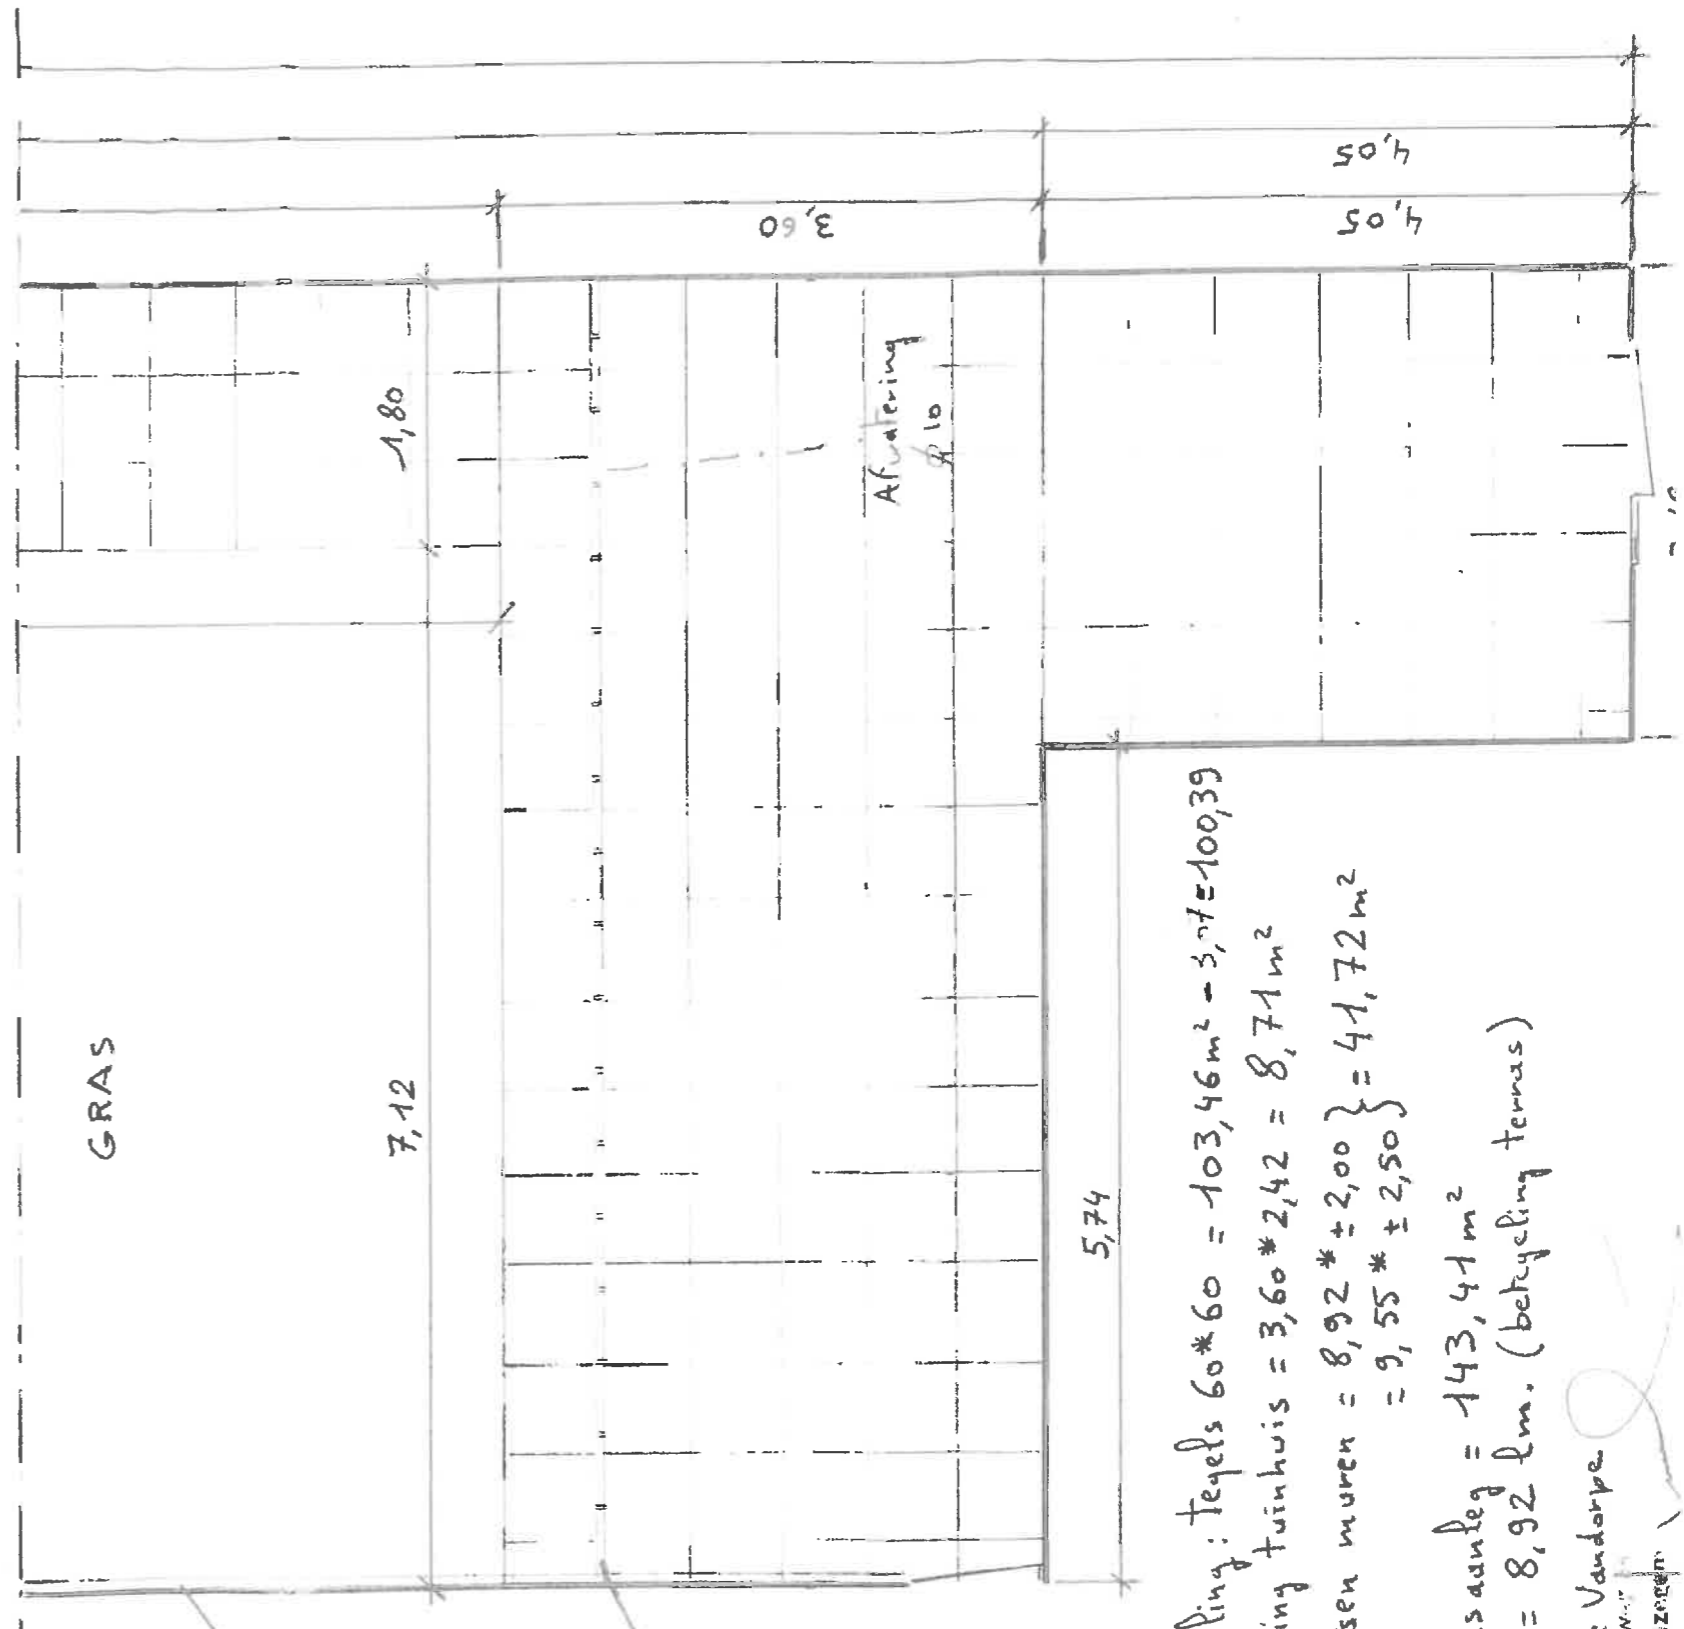 4,05
4,05
3,60
1,80
Afwatering
Ø 10
GRAS
7,12
5,74
ling: tegels 60*60 = 103,46m² - 3,07=100,39
ing tuinhuis = 3,60*2,42 = 8,71m²
sen muren = 8,92*±2,00 } = 41,72m²
= 9,55*±2,50 }
saanleg = 143,41m²
= 8,92 lm. (betegeling terras)
Vandorpe